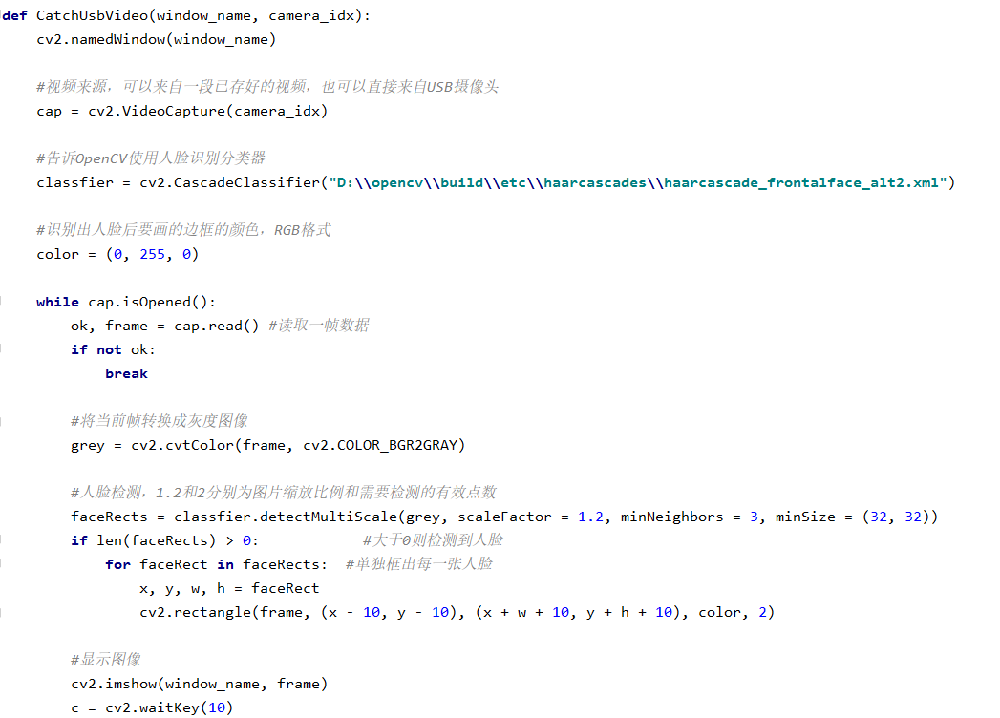 def CatchUsbVideo(window_name, camera_idx):
    cv2.namedWindow(window_name)

    #视频来源，可以来自一段已存好的视频，也可以直接来自USB摄像头
    cap = cv2.VideoCapture(camera_idx)

    #告诉OpenCV使用人脸识别分类器
    classfier = cv2.CascadeClassifier("D:\\opencv\\build\\etc\\haarcascades\\haarcascade_frontalface_alt2.xml")

    #识别出人脸后要画的边框的颜色，RGB格式
    color = (0, 255, 0)

    while cap.isOpened():
        ok, frame = cap.read() #读取一帧数据
        if not ok:
            break

        #将当前帧转换成灰度图像
        grey = cv2.cvtColor(frame, cv2.COLOR_BGR2GRAY)

        #人脸检测，1.2和2分别为图片缩放比例和需要检测的有效点数
        faceRects = classfier.detectMultiScale(grey, scaleFactor = 1.2, minNeighbors = 3, minSize = (32, 32))
        if len(faceRects) > 0:            #大于0则检测到人脸
            for faceRect in faceRects:  #单独框出每一张人脸
                x, y, w, h = faceRect
                cv2.rectangle(frame, (x - 10, y - 10), (x + w + 10, y + h + 10), color, 2)

        #显示图像
        cv2.imshow(window_name, frame)
        c = cv2.waitKey(10)